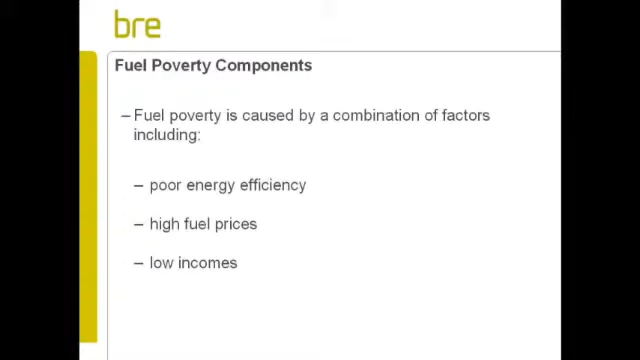 bre
Fuel Poverty Components
– Fuel poverty is caused by a combination of factors
including:
– poor energy efficiency
– high fuel prices
– low incomes